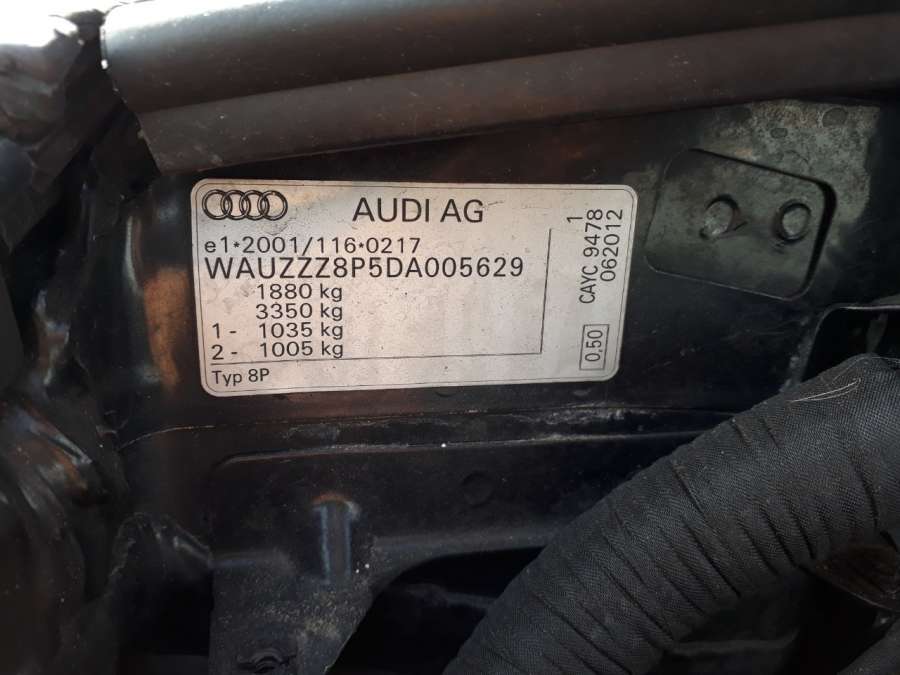 AUDI AG
e1*2001/116*0217
WAUZZZ8P5DA005629
1880 kg
3350 kg
1 - 1035 kg
2 - 1005 kg
Typ 8P
CAYC 9478 1
062012
0,50